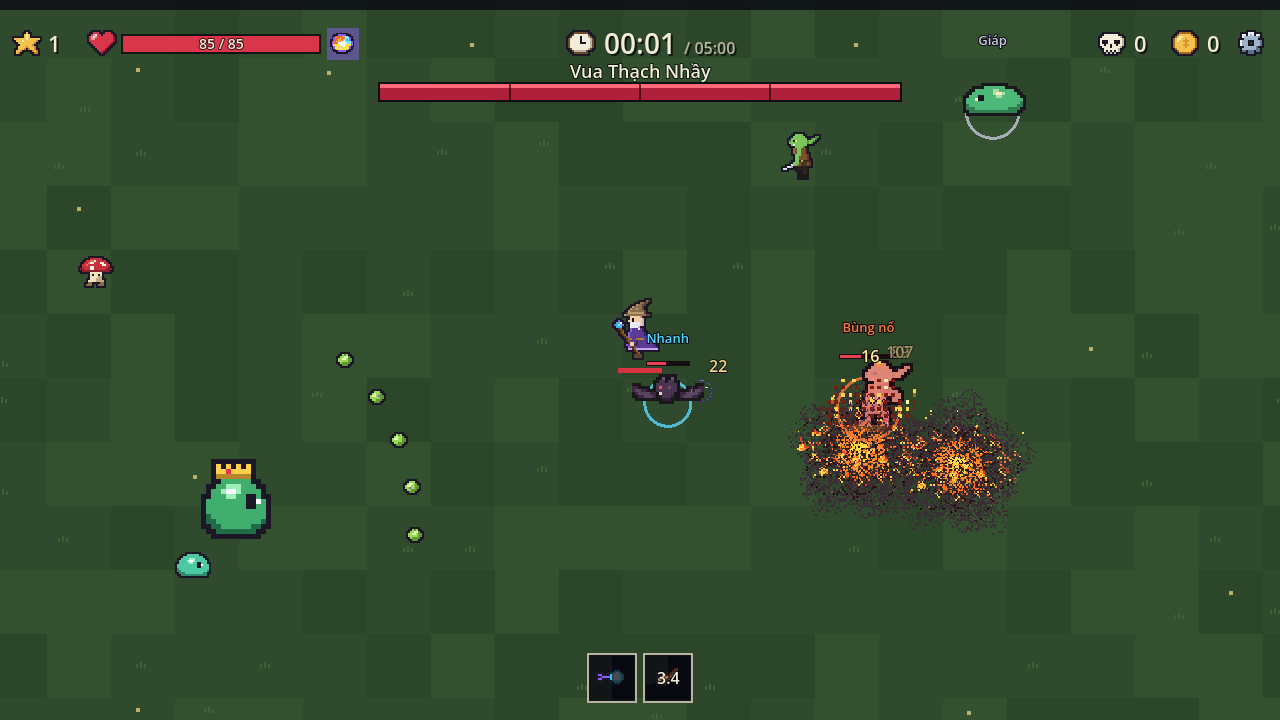 1
85 / 85
00:01 / 05:00
0
0
Vua Thạch Nhầy
Giáp
Nhanh
22
Bùng nổ
16
3.4